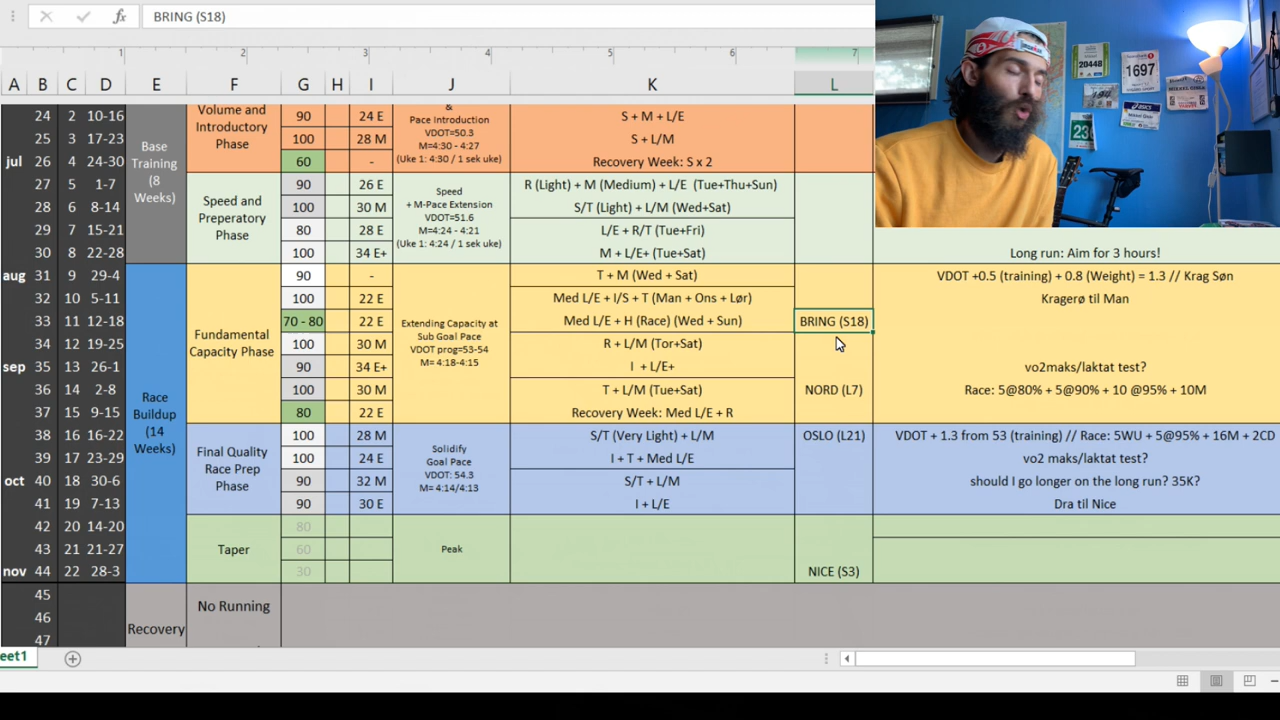 BRING (S18)
1 2 3 4 5 6 7
A B C D E F G H I J K L
24 2 10-16 Volume and 90 24 E & S + M + L/E
Introductory Pace Introduction
25 3 17-23 Base Phase 100 28 M VDOT=50.3 S + L/M
Training M=4:30 - 4:27
jul 26 4 24-30 (8 60 - (Uke 1: 4:30 / 1 sek uke) Recovery Week: S x 2
27 5 1-7 Weeks) 90 26 E Speed R (Light) + M (Medium) + L/E (Tue+Thu+Sun)
28 6 8-14 Speed and 100 30 M + M-Pace Extension S/T (Light) + L/M (Wed+Sat)
Preperatory VDOT=51.6
29 7 15-21 Phase 80 28 E M=4:24 - 4:21 L/E + R/T (Tue+Fri)
30 8 22-28 100 34 E+ (Uke 1: 4:24 / 1 sek uke) M + L/E+ (Tue+Sat) Long run: Aim for 3 hours!
aug 31 9 29-4 90 - T + M (Wed + Sat) VDOT +0.5 (training) + 0.8 (Weight) = 1.3 // Krag Søn
32 10 5-11 100 22 E Med L/E + I/S + T (Man + Ons + Lør) Kragerø til Man
33 11 12-18 Fundamental 70 - 80 22 E Extending Capacity at Med L/E + H (Race) (Wed + Sun) BRING (S18)
34 12 19-25 Capacity Phase 100 30 M Sub Goal Pace R + L/M (Tor+Sat)
VDOT prog=53-54
sep 35 13 26-1 90 34 E+ M= 4:18-4:15 I + L/E+ vo2maks/laktat test?
36 14 2-8 Race 100 30 M T + L/M (Tue+Sat) NORD (L7) Race: 5@80% + 5@90% + 10 @95% + 10M
37 15 9-15 Buildup 80 22 E Recovery Week: Med L/E + R
38 16 16-22 (14 100 28 M S/T (Very Light) + L/M OSLO (L21) VDOT + 1.3 from 53 (training) // Race: 5WU + 5@95% + 16M + 2CD
39 17 23-29 Weeks) Final Quality 100 24 E Solidify I + T + Med L/E vo2 maks/laktat test?
Race Prep Goal Pace
oct 40 18 30-6 Phase 90 32 M VDOT: 54.3 S/T + L/M should I go longer on the long run? 35K?
41 19 7-13 90 30 E M= 4:14/4:13 I + L/E Dra til Nice
42 20 14-20 80
43 21 21-27 Taper 60 Peak
nov 44 22 28-3 30 NICE (S3)
45 No Running
46 Recovery
47
eet1
20448
1697
194
23